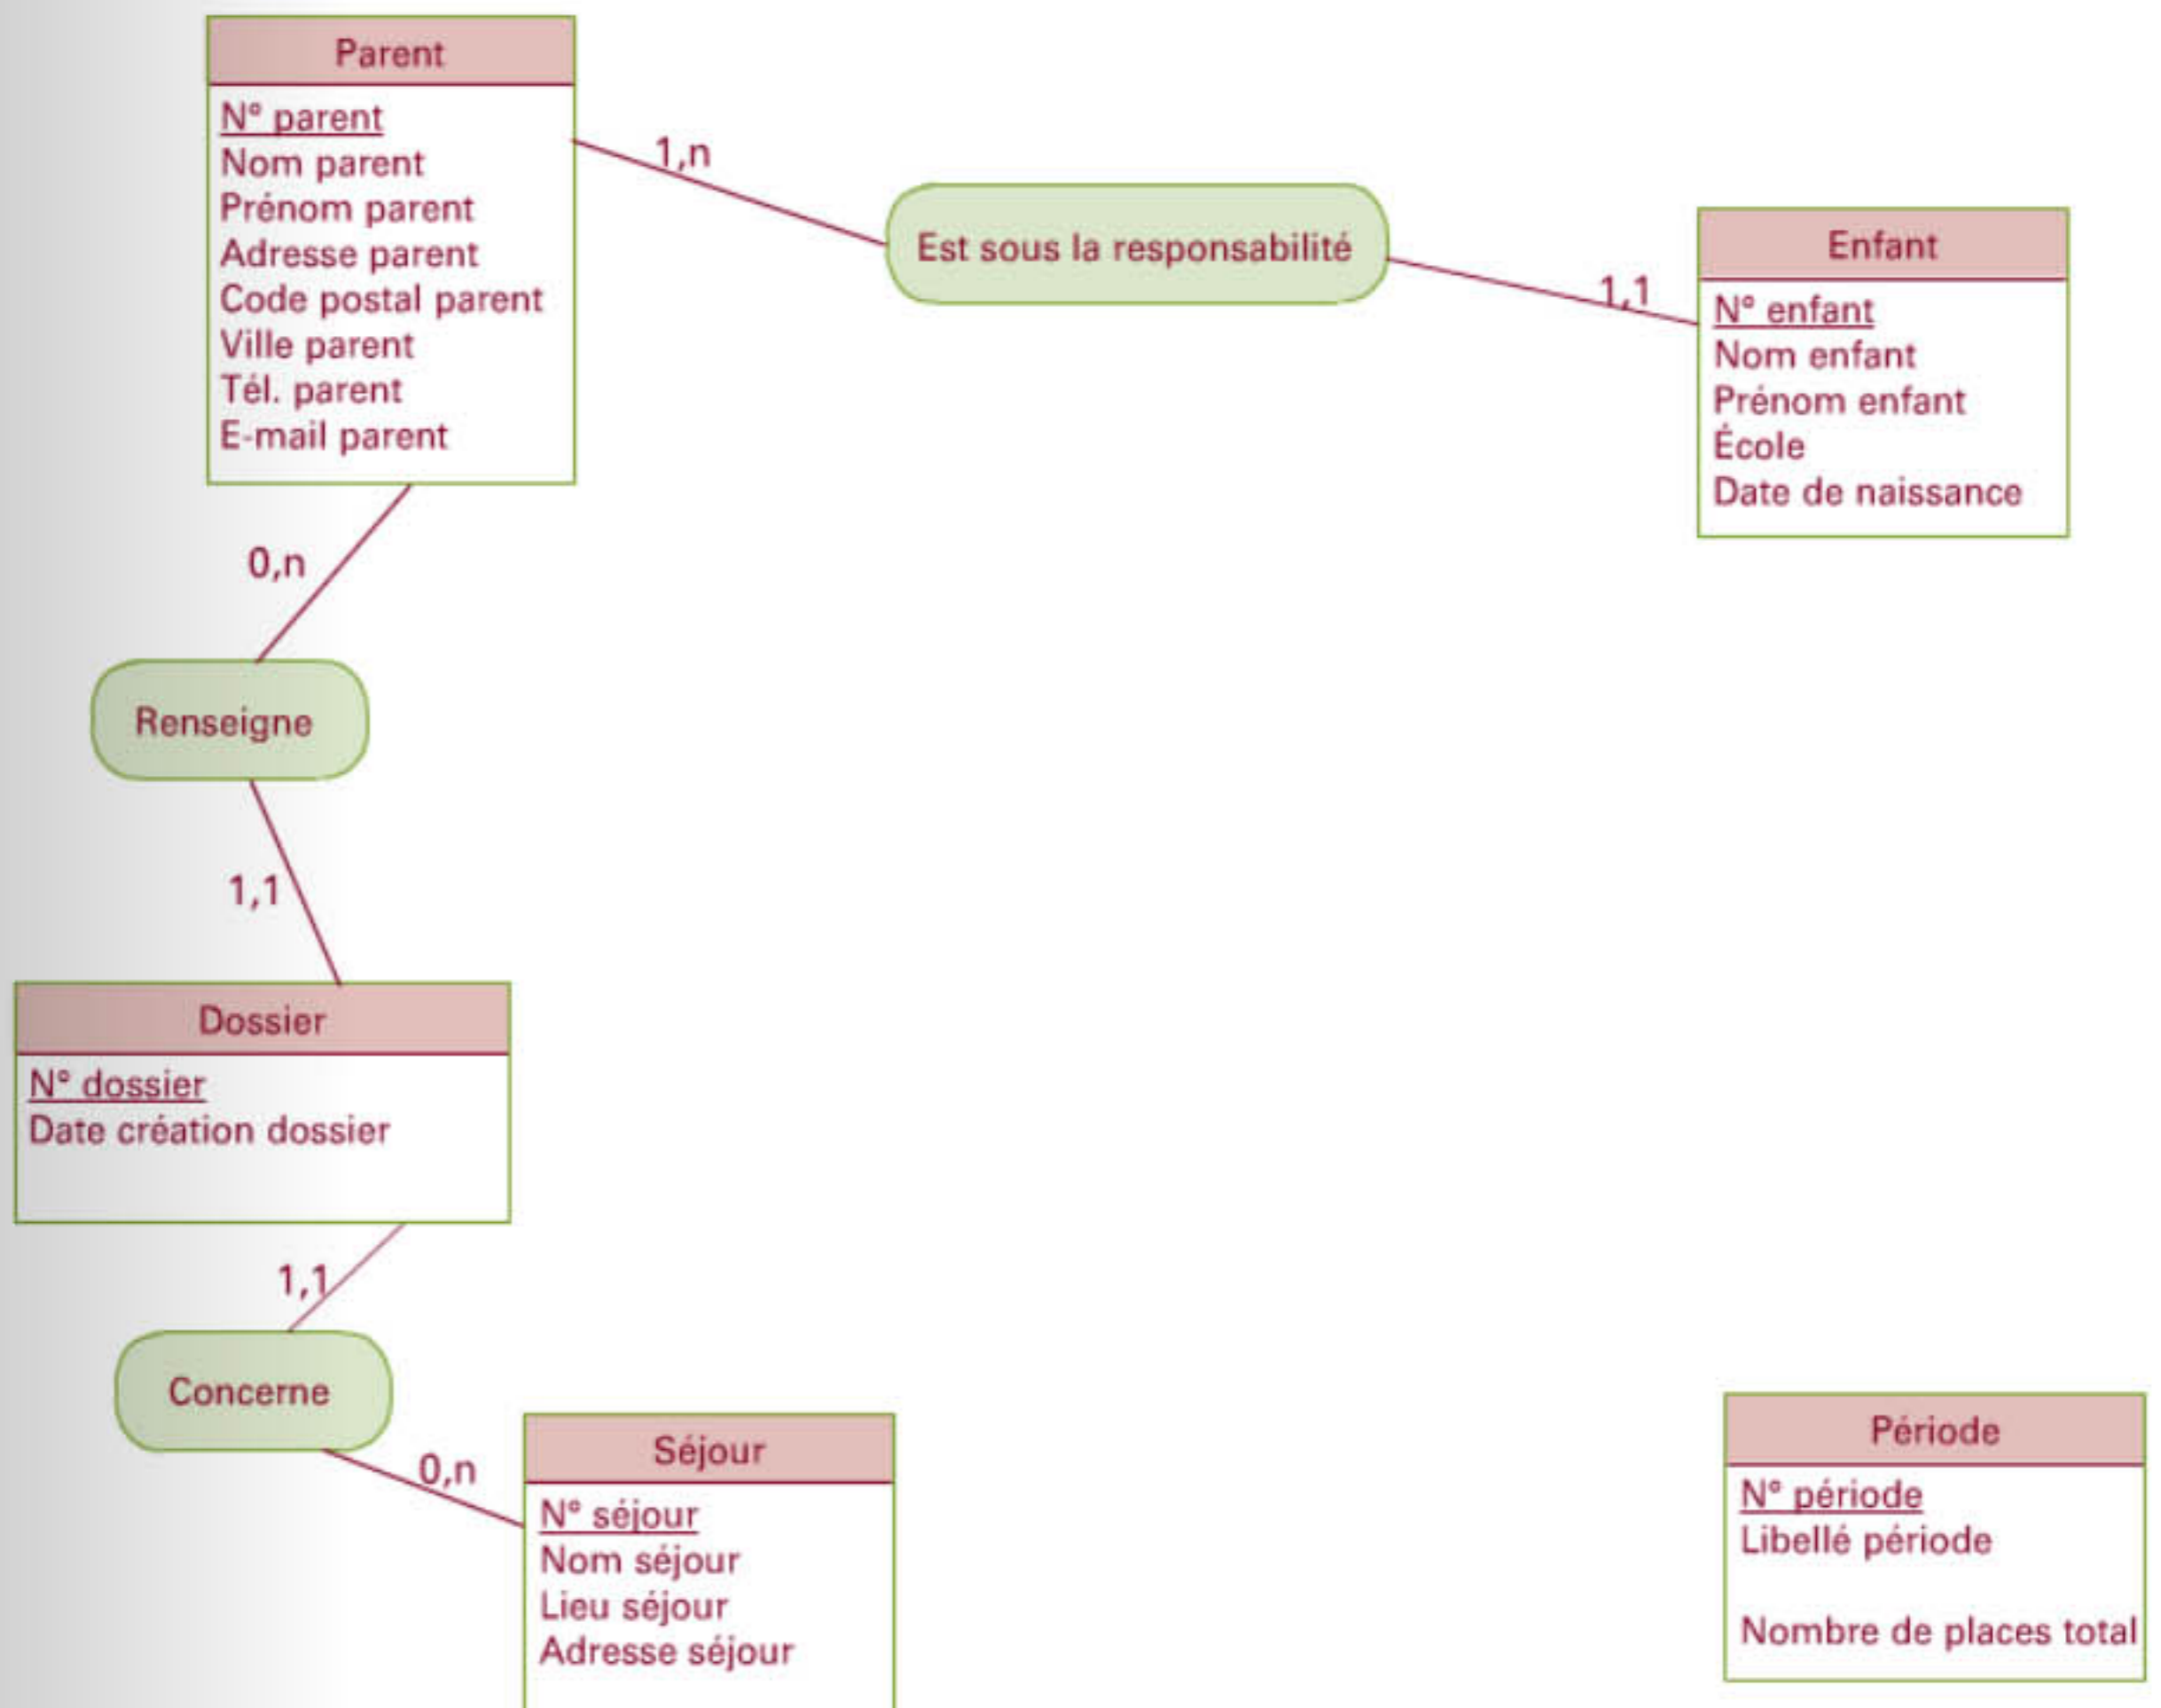 Parent
N° parent
Nom parent
Prénom parent
Adresse parent
Code postal parent
Ville parent
Tél. parent
E-mail parent
1,n
Est sous la responsabilité
1,1
Enfant
N° enfant
Nom enfant
Prénom enfant
École
Date de naissance
0,n
Renseigne
1,1
Dossier
N° dossier
Date création dossier
1,1
Concerne
0,n
Séjour
N° séjour
Nom séjour
Lieu séjour
Adresse séjour
Période
N° période
Libellé période
Nombre de places total